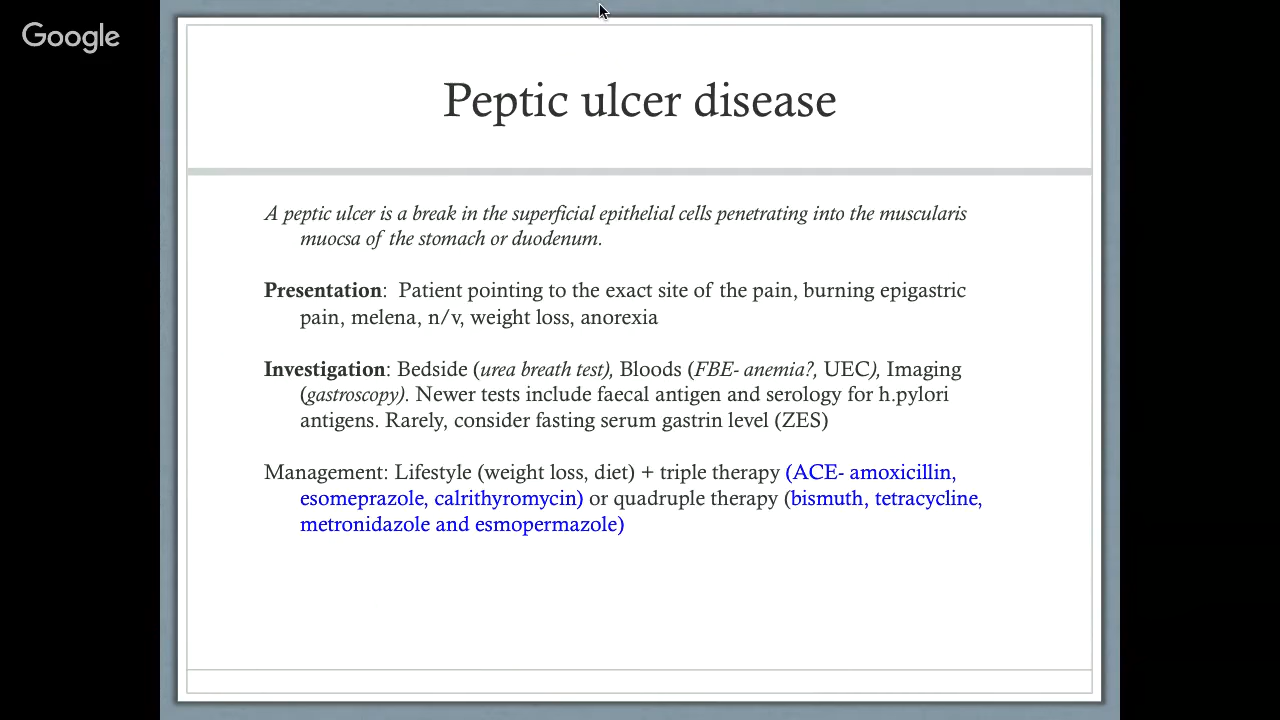 Google
Peptic ulcer disease
A peptic ulcer is a break in the superficial epithelial cells penetrating into the muscularis
muocsa of the stomach or duodenum.
Presentation: Patient pointing to the exact site of the pain, burning epigastric
pain, melena, n/v, weight loss, anorexia
Investigation: Bedside (urea breath test), Bloods (FBE- anemia?, UEC), Imaging
(gastroscopy). Newer tests include faecal antigen and serology for h.pylori
antigens. Rarely, consider fasting serum gastrin level (ZES)
Management: Lifestyle (weight loss, diet) + triple therapy (ACE- amoxicillin,
esomeprazole, calrithyromycin) or quadruple therapy (bismuth, tetracycline,
metronidazole and esmopermazole)